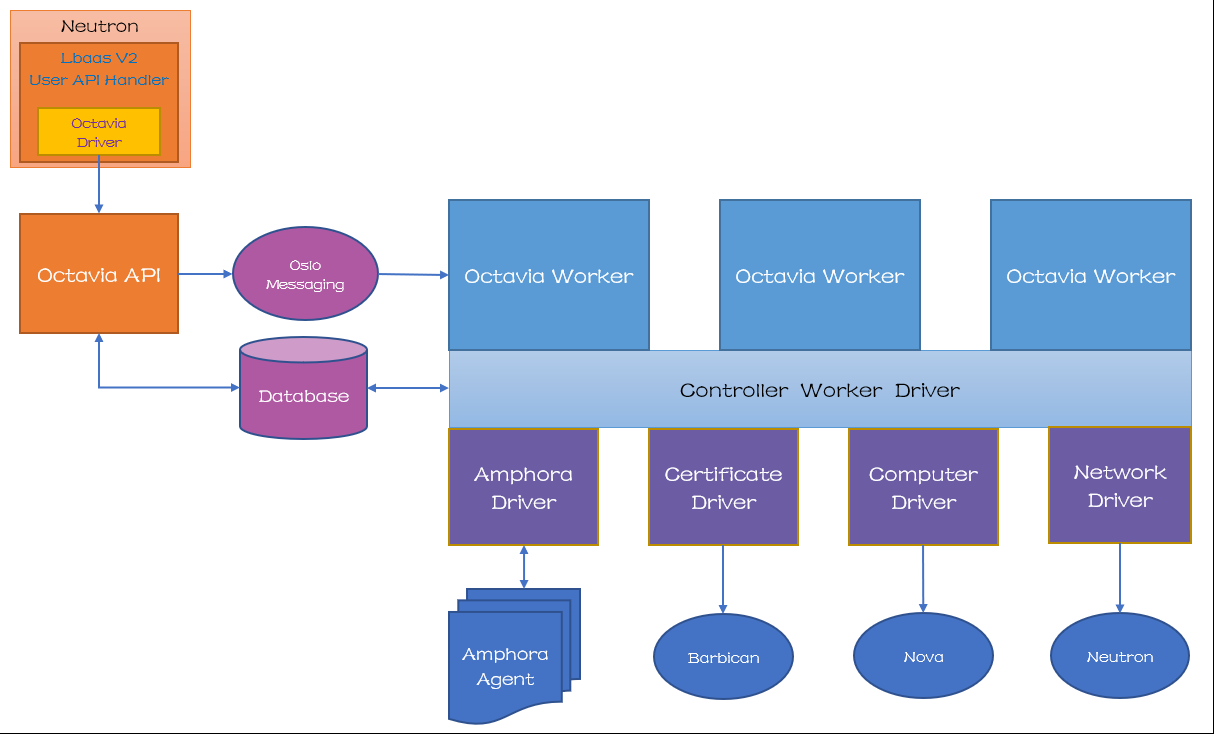 Neutron
Lbaas V2
User API Handler
Octavia
Driver
Octavia API
Oslo
Messaging
Database
Octavia Worker
Octavia Worker
Octavia Worker
Controller Worker Driver
Amphora
Driver
Certificate
Driver
Computer
Driver
Network
Driver
Amphora
Agent
Barbican
Nova
Neutron